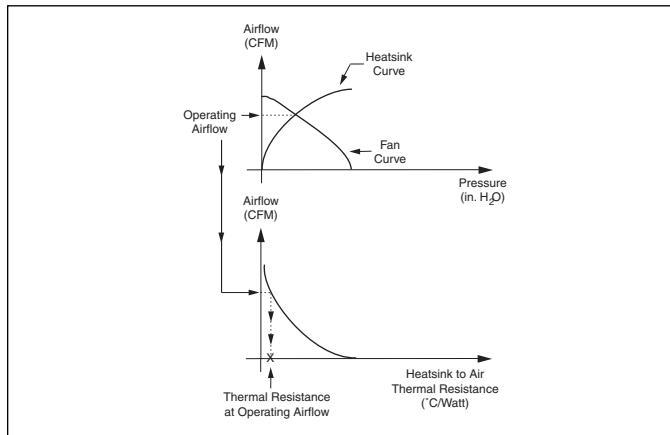 Airflow
(CFM)
Heatsink
Curve
Operating
Airflow
Fan
Curve
Pressure
(in. H2O)
Airflow
(CFM)
X
Heatsink to Air
Thermal Resistance
(˚C/Watt)
Thermal Resistance
at Operating Airflow